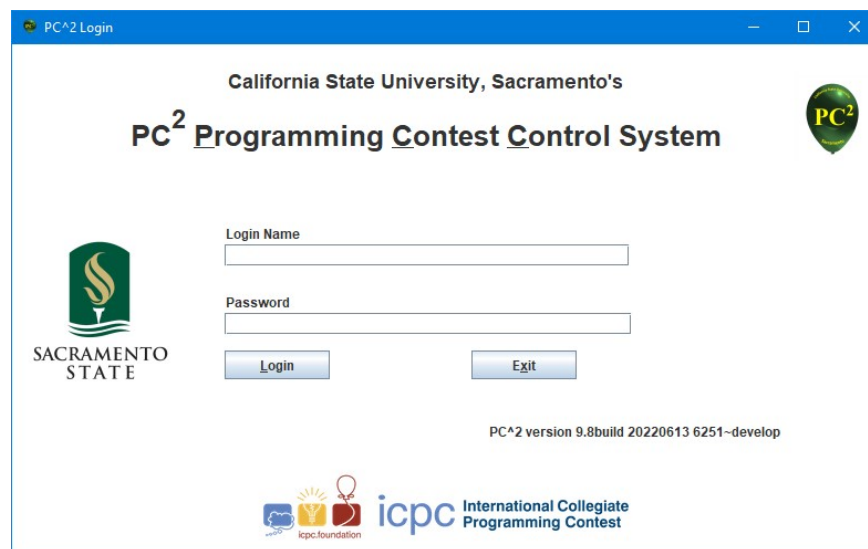 PC^2 Login
California State University, Sacramento's
PC2 Programming Contest Control System
PC2
Login Name
Password
SACRAMENTO
STATE
Login
Exit
PC^2 version 9.8build 20220613 6251~develop
icpc.foundation
icpc International Collegiate
Programming Contest